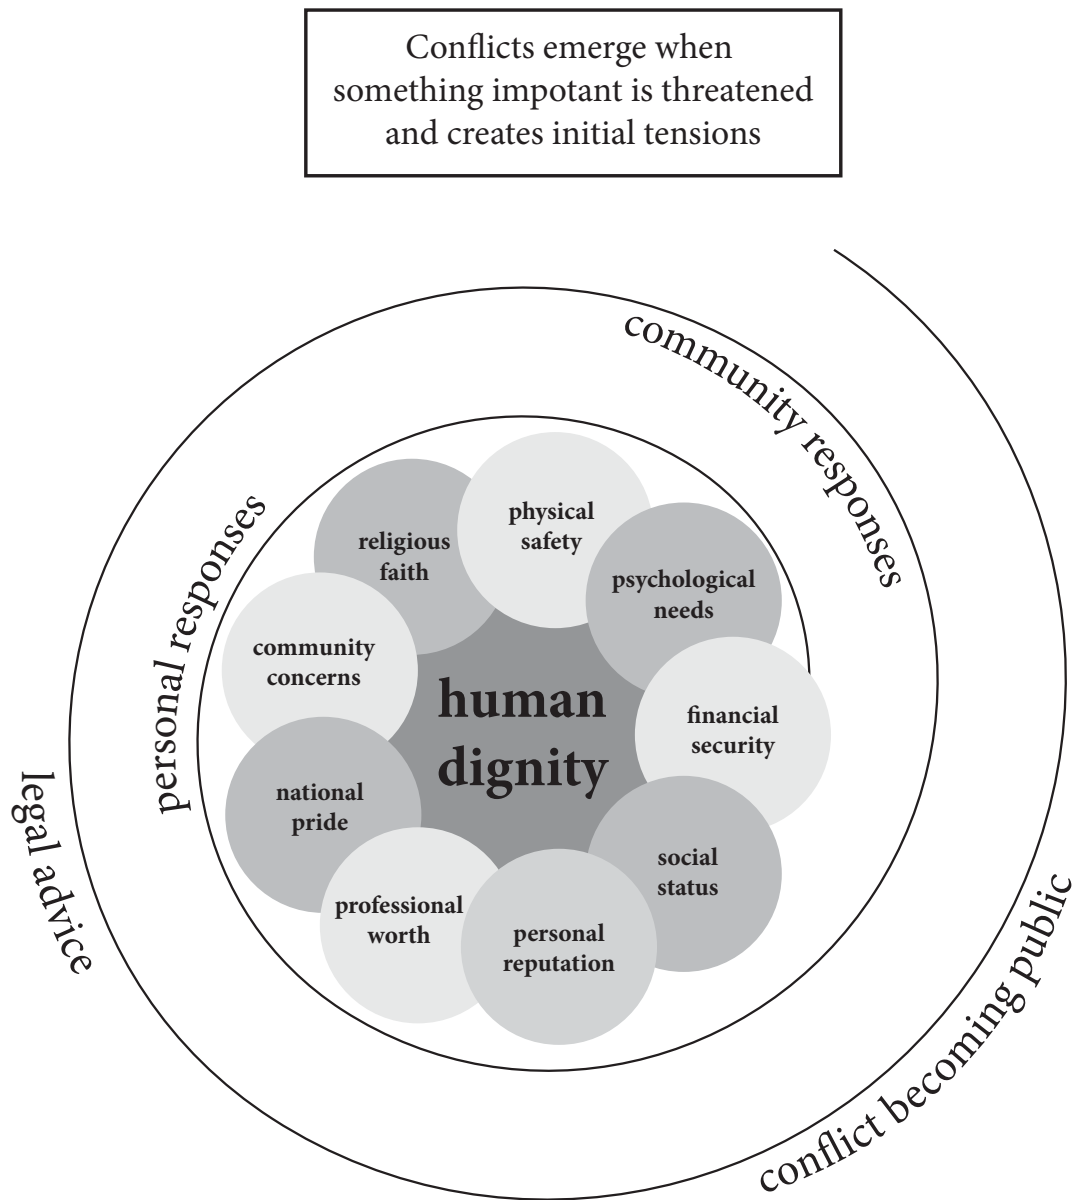 Conflicts emerge when
something impotant is threatened
and creates initial tensions
community responses
personal responses
legal advice
conflict becoming public
physical
safety
religious
faith
psychological
needs
community
concerns
human
dignity
financial
security
national
pride
social
status
professional
worth
personal
reputation